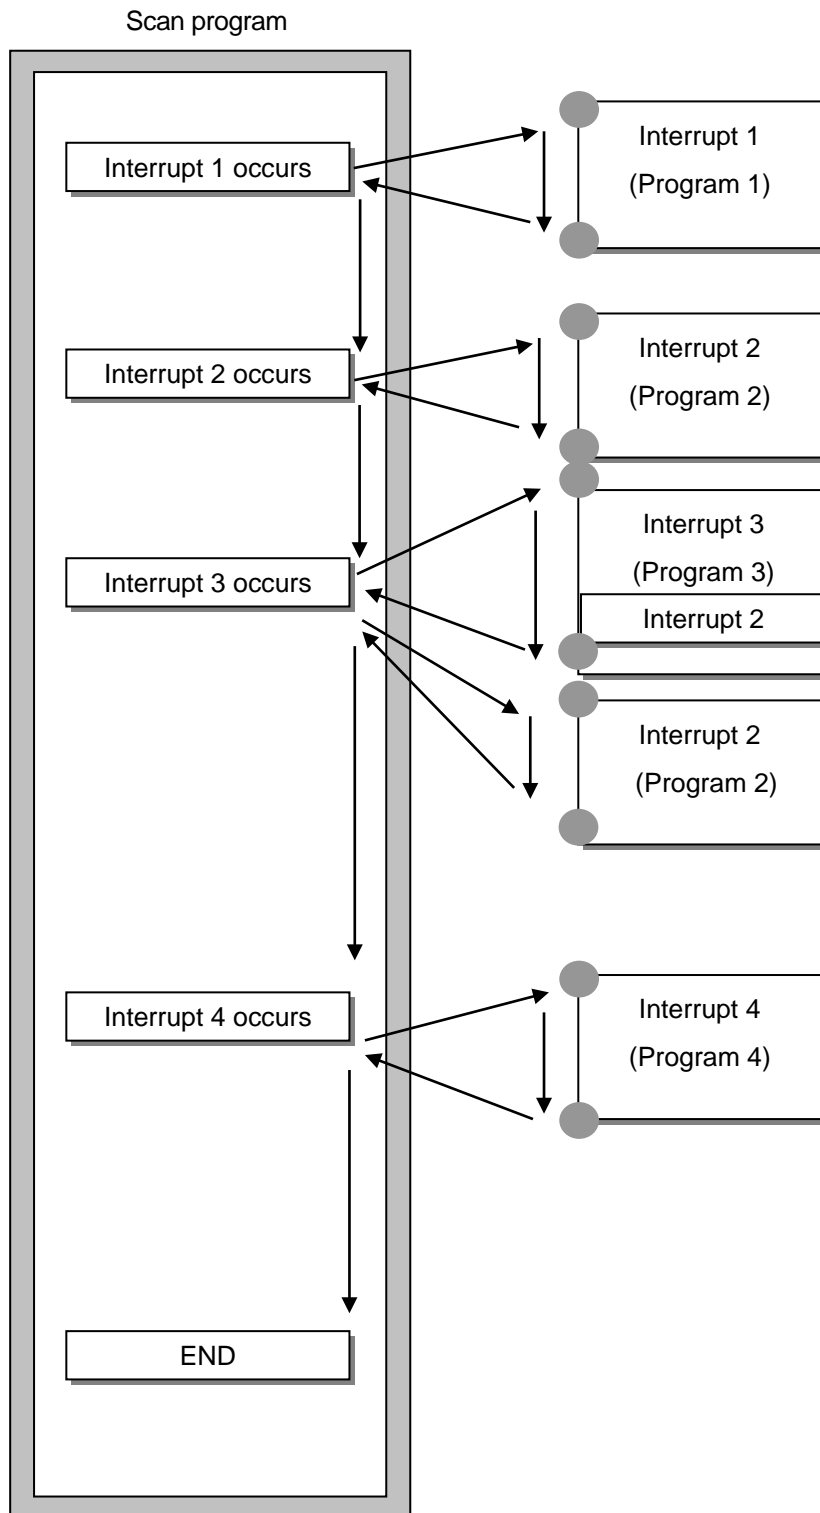 Scan program
Interrupt 1 occurs
Interrupt 1
(Program 1)
Interrupt 2 occurs
Interrupt 2
(Program 2)
Interrupt 3 occurs
Interrupt 3
(Program 3)
Interrupt 2
Interrupt 2
(Program 2)
Interrupt 4 occurs
Interrupt 4
(Program 4)
END